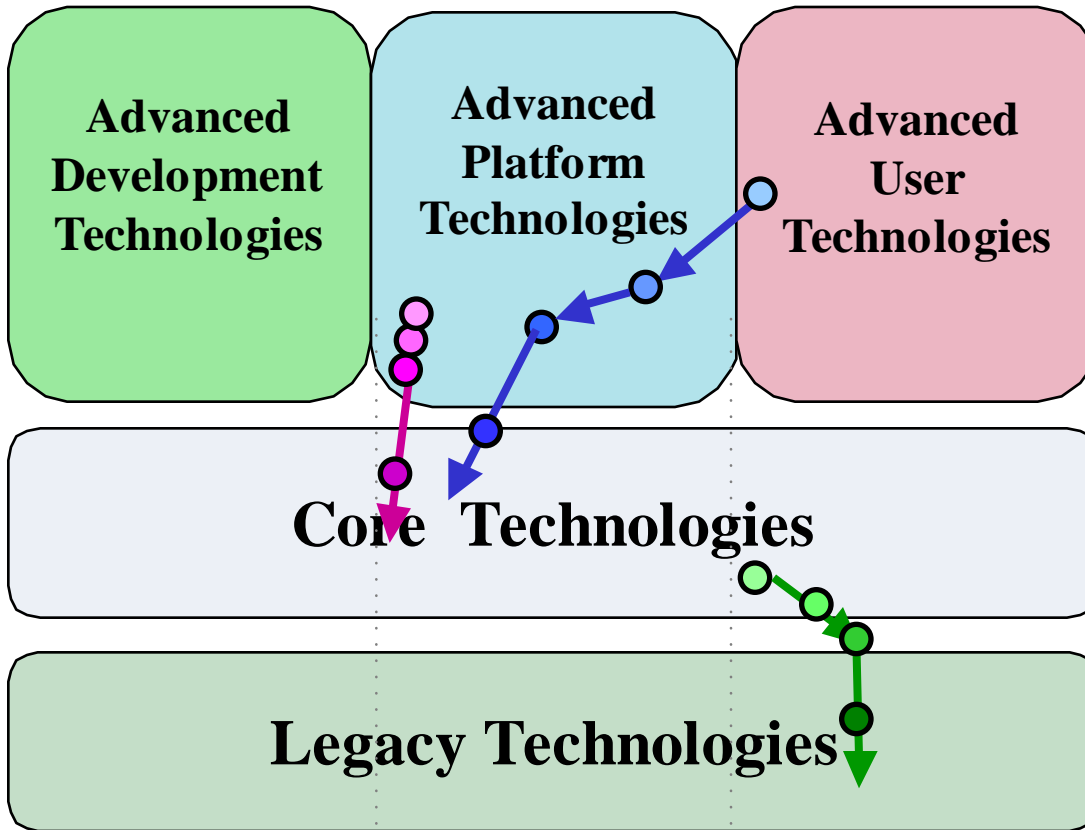 Advanced
Development
Technologies
Advanced
Platform
Technologies
Advanced
User
Technologies
Core Technologies
Legacy Technologies